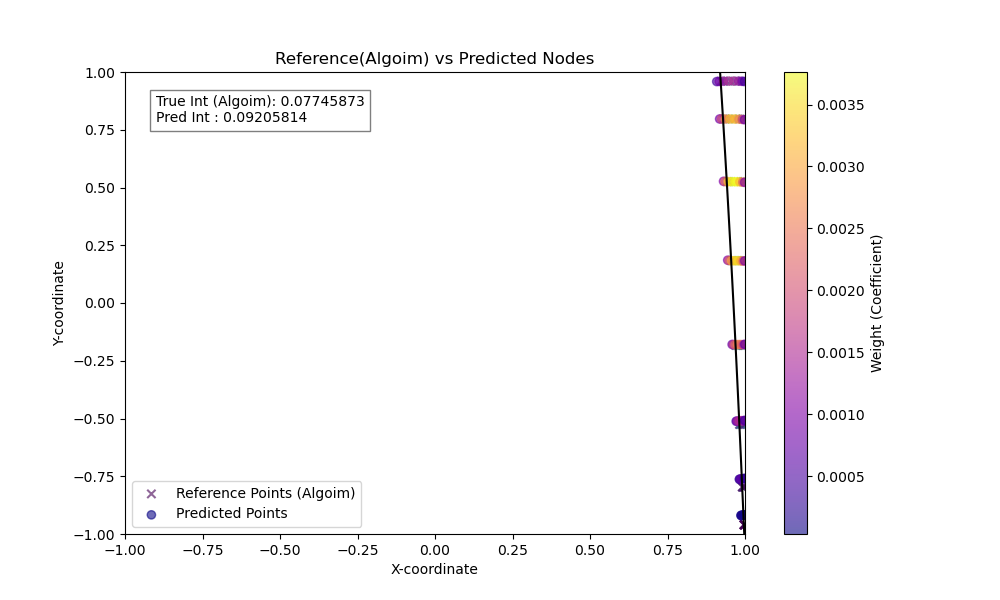 Reference(Algoim) vs Predicted Nodes
True Int (Algoim): 0.07745873
Pred Int : 0.09205814
1.00
0.75
0.50
0.25
0.00
−0.25
−0.50
−0.75
−1.00
Y-coordinate
Reference Points (Algoim)
Predicted Points
−1.00 −0.75 −0.50 −0.25 0.00 0.25 0.50 0.75 1.00
X-coordinate
0.0035
0.0030
0.0025
0.0020
0.0015
0.0010
0.0005
Weight (Coefficient)